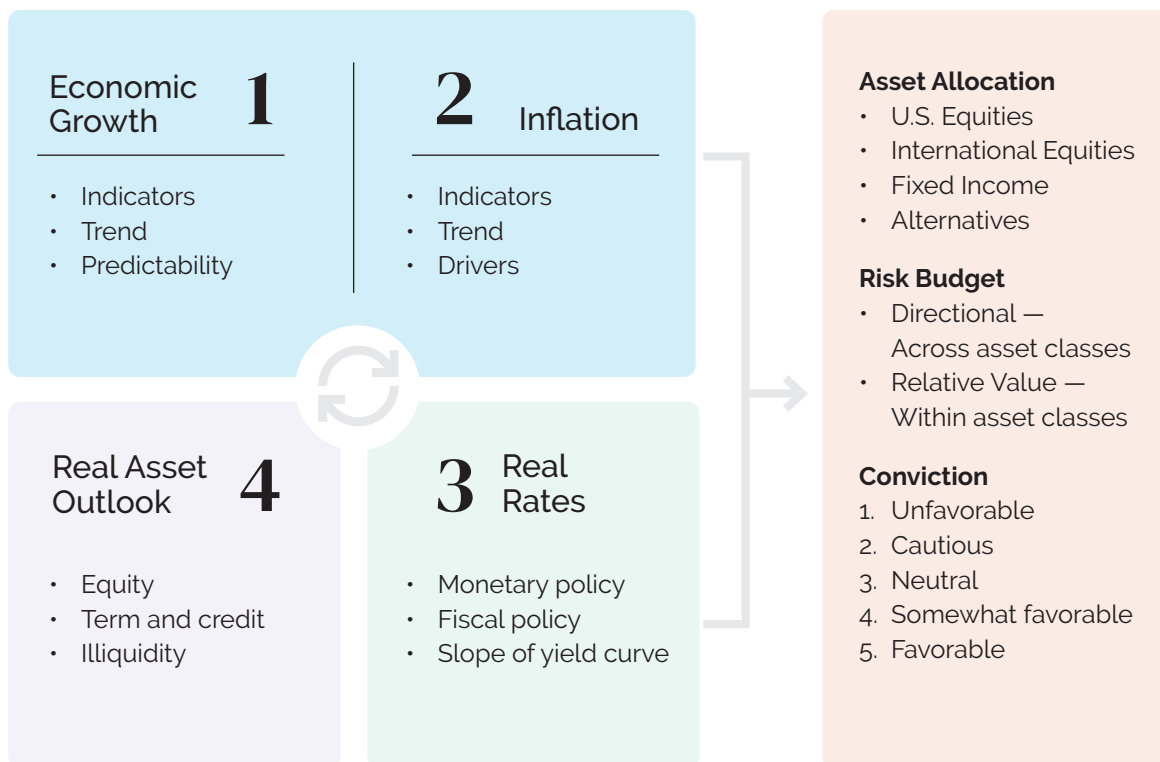 Economic
Growth
1
• Indicators
• Trend
• Predictability
2
Inflation
• Indicators
• Trend
• Drivers
Real Asset
Outlook
4
• Equity
• Term and credit
• Illiquidity
3
Real
Rates
• Monetary policy
• Fiscal policy
• Slope of yield curve
Asset Allocation
• U.S. Equities
• International Equities
• Fixed Income
• Alternatives
Risk Budget
• Directional —
Across asset classes
• Relative Value —
Within asset classes
Conviction
1. Unfavorable
2. Cautious
3. Neutral
4. Somewhat favorable
5. Favorable